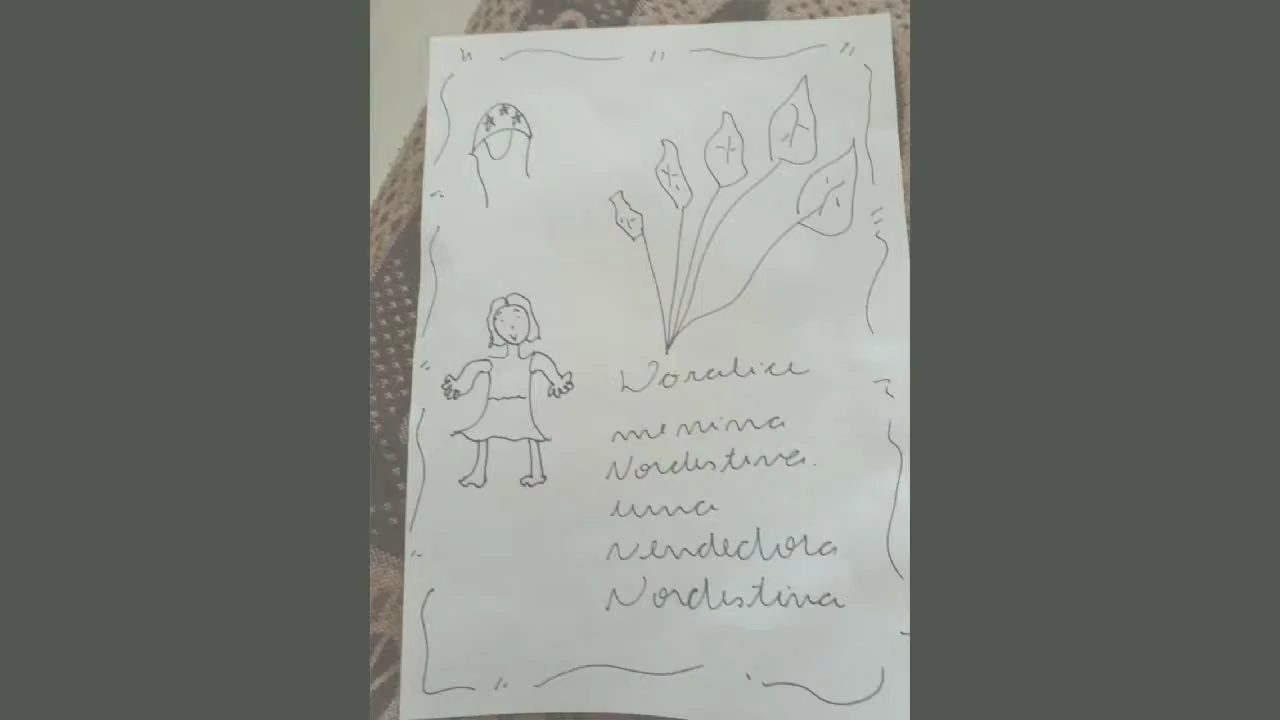 Doralice
menina
Nordestina.
uma
vendedora
Nordestina